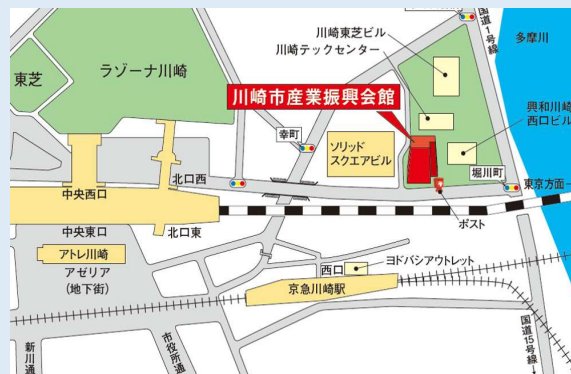 国道1号線
多摩川
川崎東芝ビル
川崎テックセンター
ラゾーナ川崎
東芝
川崎市産業振興会館
興和川崎
西口ビル
幸町
ソリッド
スクエアビル
堀川町
北口西
東京方面
中央西口
ポスト
中央東口
北口東
アトレ川崎
アゼリア
(地下街)
ヨドバシアウトレット
西口
京急川崎駅
国道15号線
新川通
市役所通